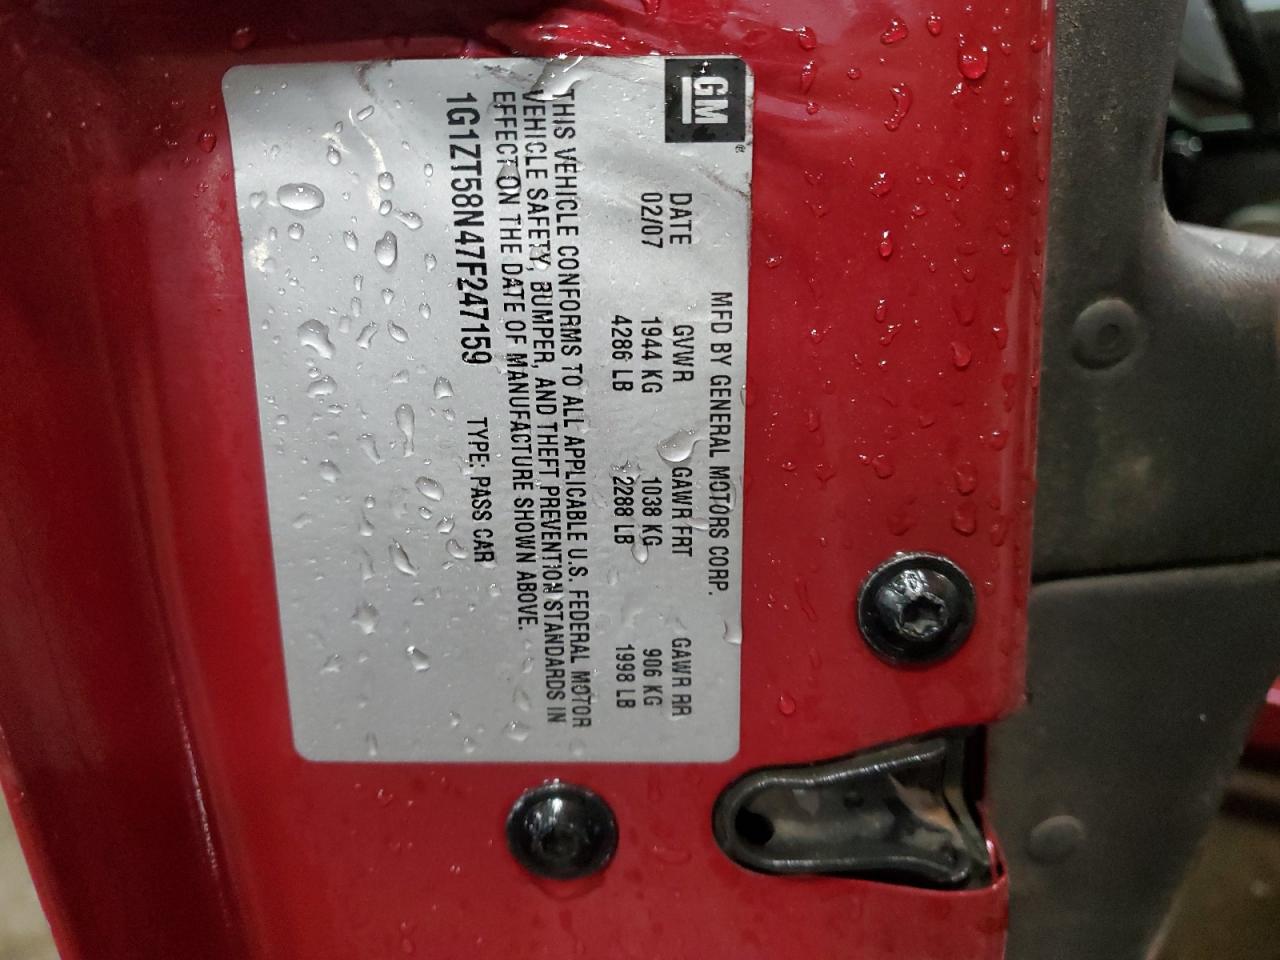 GM®
MFD BY GENERAL MOTORS CORP.
DATE GVWR GAWR FRT GAWR RR
02/07 1944 KG 1038 KG 906 KG
4286 LB 2288 LB 1998 LB
THIS VEHICLE CONFORMS TO ALL APPLICABLE U.S. FEDERAL MOTOR
VEHICLE SAFETY, BUMPER, AND THEFT PREVENTION STANDARDS IN
EFFECT ON THE DATE OF MANUFACTURE SHOWN ABOVE.
1G1ZT58N47F247159 TYPE: PASS CAR